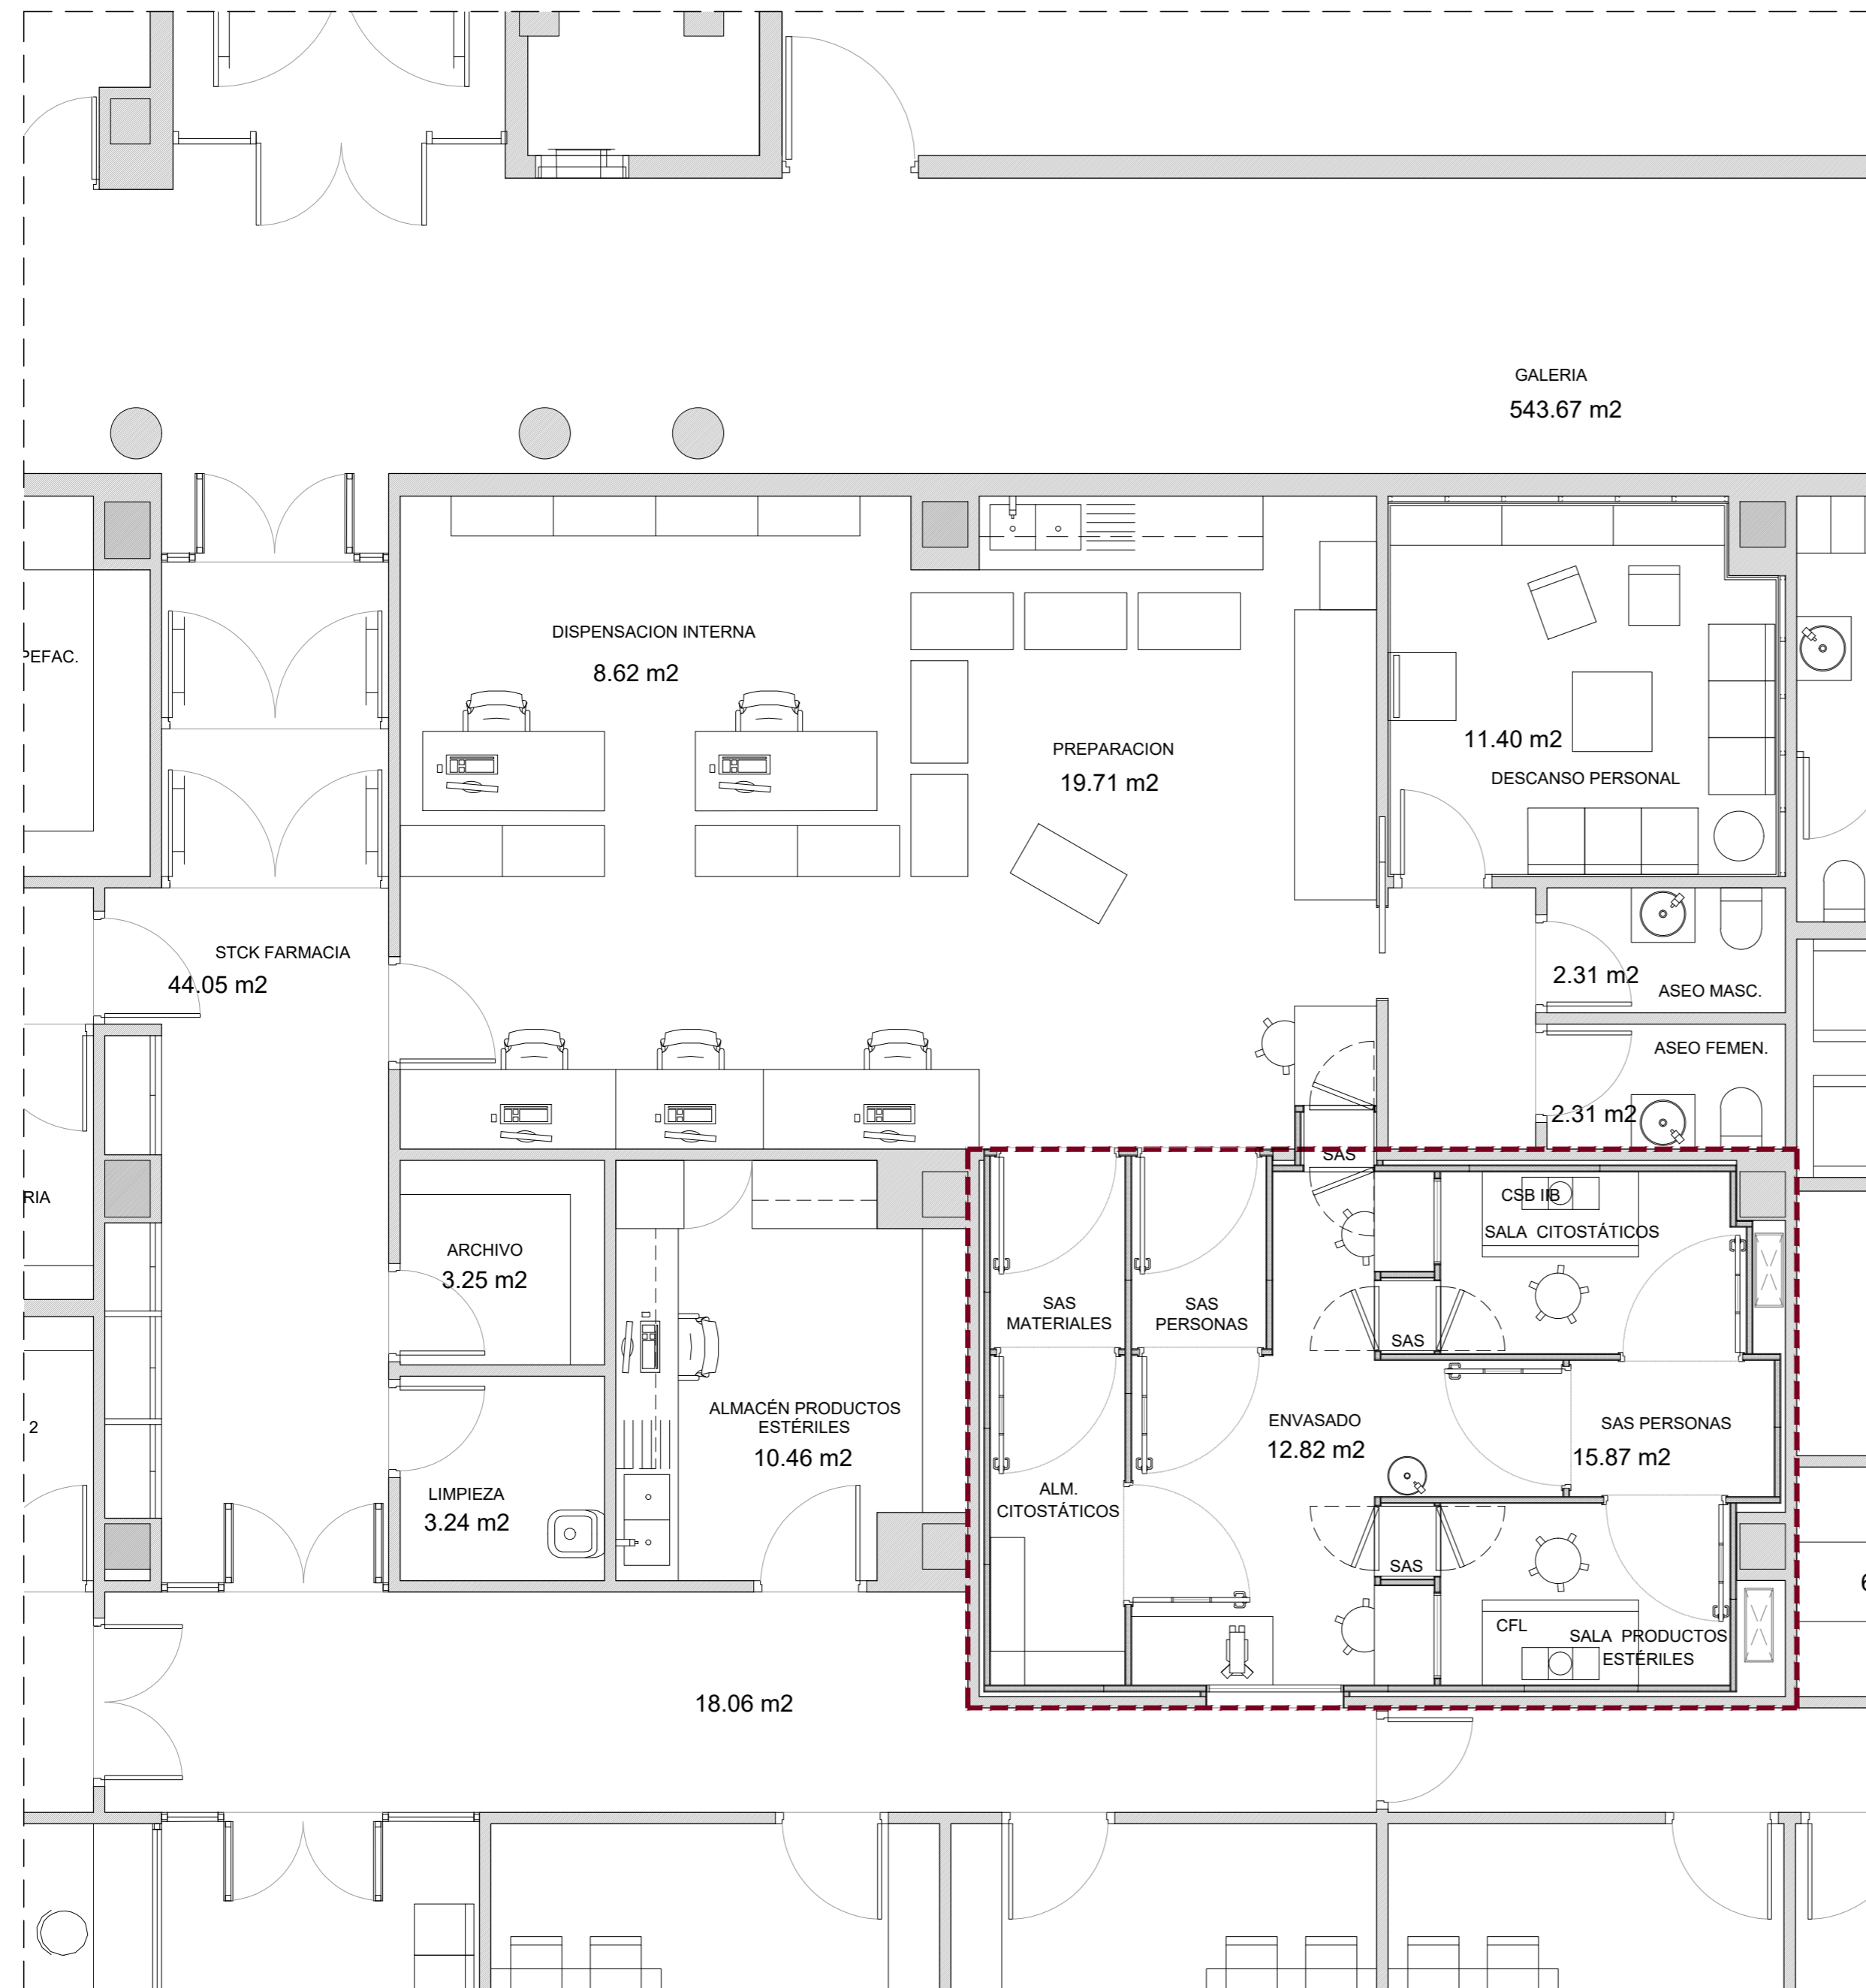 GALERIA
543.67 m2
DISPENSACION INTERNA
8.62 m2
PEFAC.
PREPARACION
19.71 m2
11.40 m2
DESCANSO PERSONAL
STCK FARMACIA
44.05 m2
2.31 m2
ASEO MASC.
ASEO FEMEN.
2.31 m2
SAS
RIA
CSB IIB
SALA CITOSTÁTICOS
ARCHIVO
3.25 m2
SAS
MATERIALES
SAS
PERSONAS
SAS
ALMACÉN PRODUCTOS
ESTÉRILES
10.46 m2
ENVASADO
12.82 m2
SAS PERSONAS
15.87 m2
2
LIMPIEZA
3.24 m2
ALM.
CITOSTÁTICOS
SAS
CFL
SALA PRODUCTOS
ESTÉRILES
18.06 m2